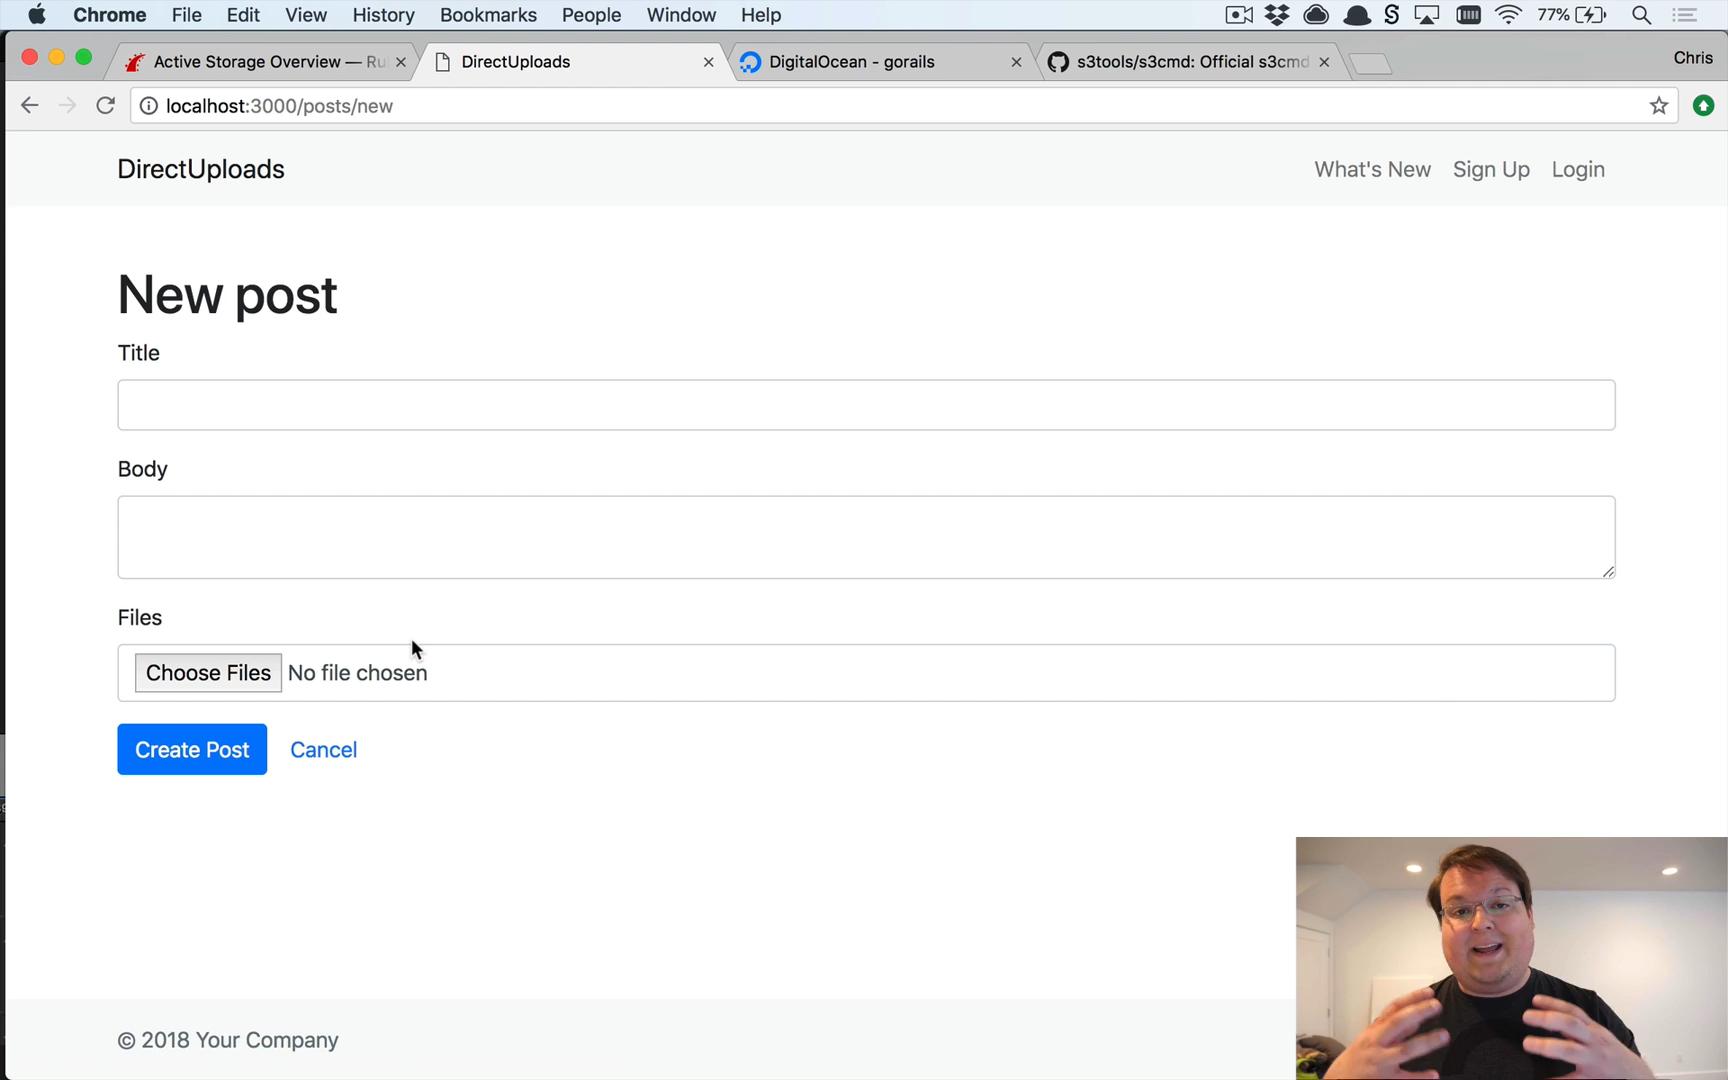 Chrome File Edit View History Bookmarks People Window Help 77%
Active Storage Overview — Ru
DirectUploads
DigitalOcean - gorails
s3tools/s3cmd: Official s3cmd
Chris
localhost:3000/posts/new
DirectUploads
What's New Sign Up Login
New post
Title
Body
Files
Choose Files No file chosen
Create Post Cancel
© 2018 Your Company